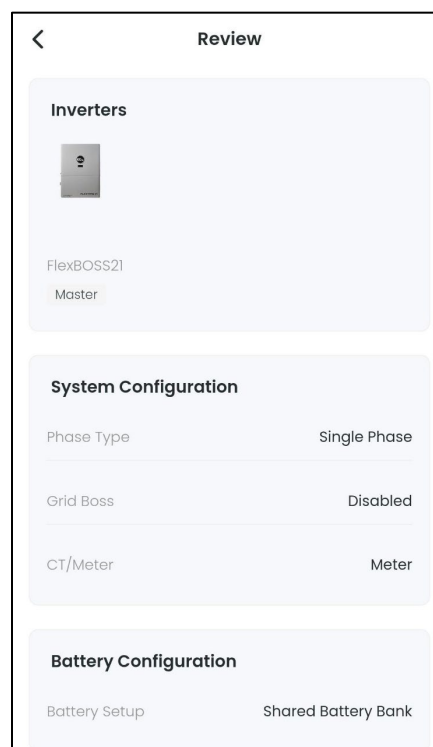 Review
Inverters
FlexBOSS21
Master
System Configuration
Phase Type Single Phase
Grid Boss Disabled
CT/Meter Meter
Battery Configuration
Battery Setup Shared Battery Bank